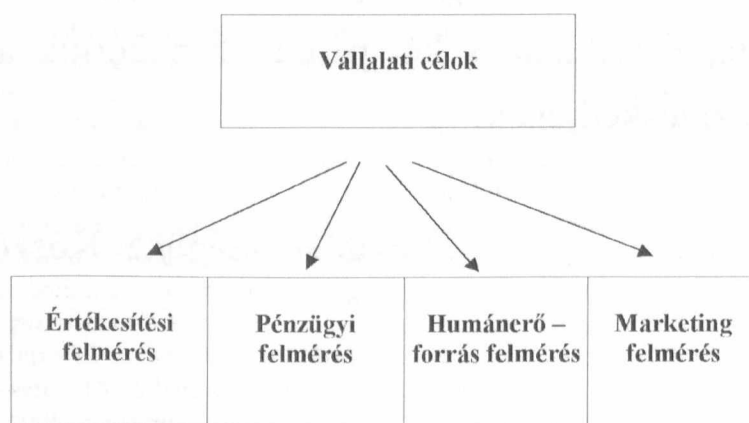 Vállalati célok
Értékesítési
felmérés
Pénzügyi
felmérés
Humánerő –
forrás felmérés
Marketing
felmérés